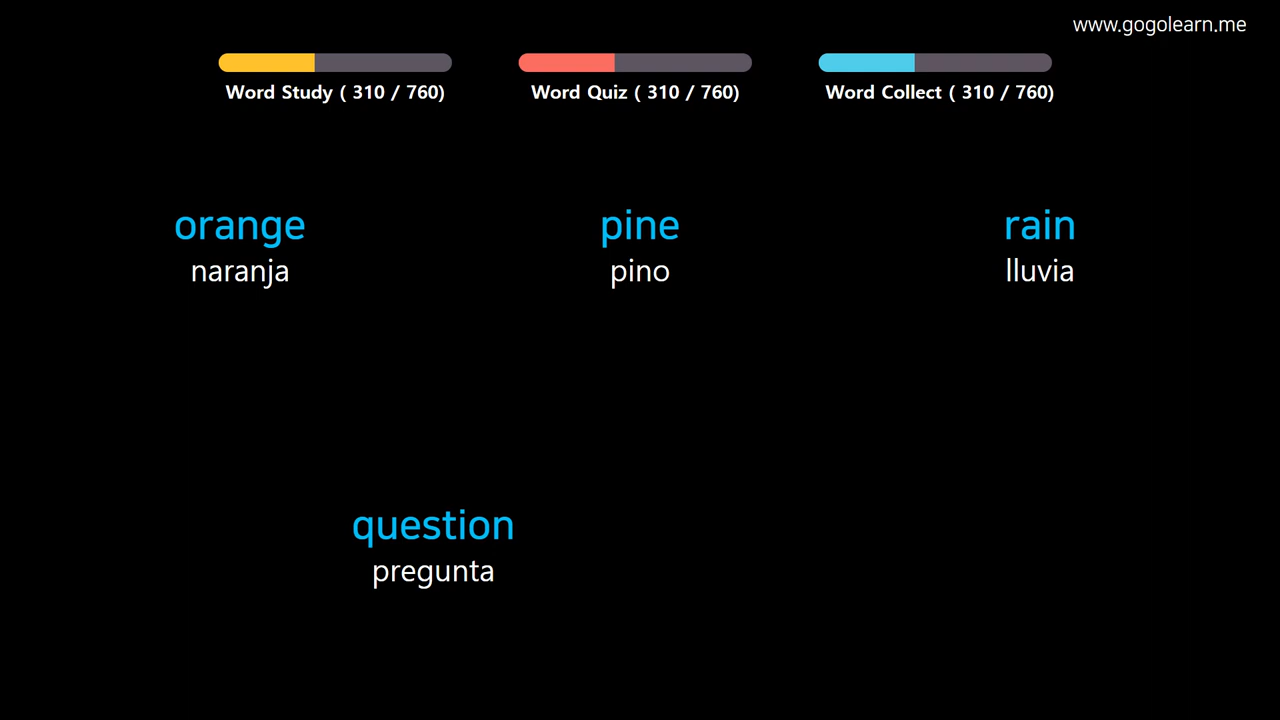 www.gogolearn.me
Word Study ( 310 / 760)
Word Quiz ( 310 / 760)
Word Collect ( 310 / 760)
orange
naranja
pine
pino
rain
lluvia
question
pregunta